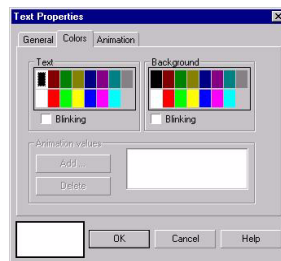 Text Properties
General Colors Animation
Text Background
Blinking Blinking
Animation values
Add ...
Delete
OK Cancel Help